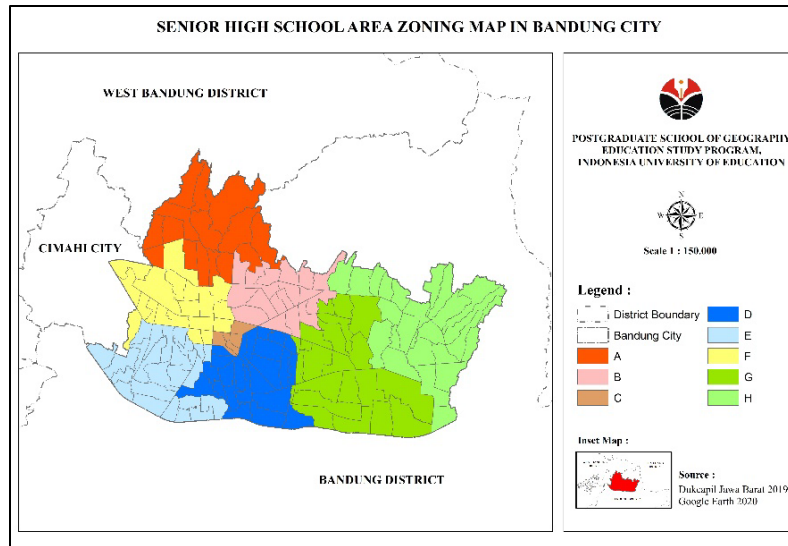 SENIOR HIGH SCHOOL AREA ZONING MAP IN BANDUNG CITY
WEST BANDUNG DISTRICT
CIMAHI CITY
BANDUNG DISTRICT
POSTGRADUATE SCHOOL OF GEOGRAPHY
EDUCATION STUDY PROGRAM,
INDONESIA UNIVERSITY OF EDUCATION
N
W E
S
Scale 1 : 150.000
Legend :
District Boundary
Bandung City
A
B
C
D
E
F
G
H
Inset Map :
Source :
Dukcapil Jawa Barat 2019
Google Earth 2020